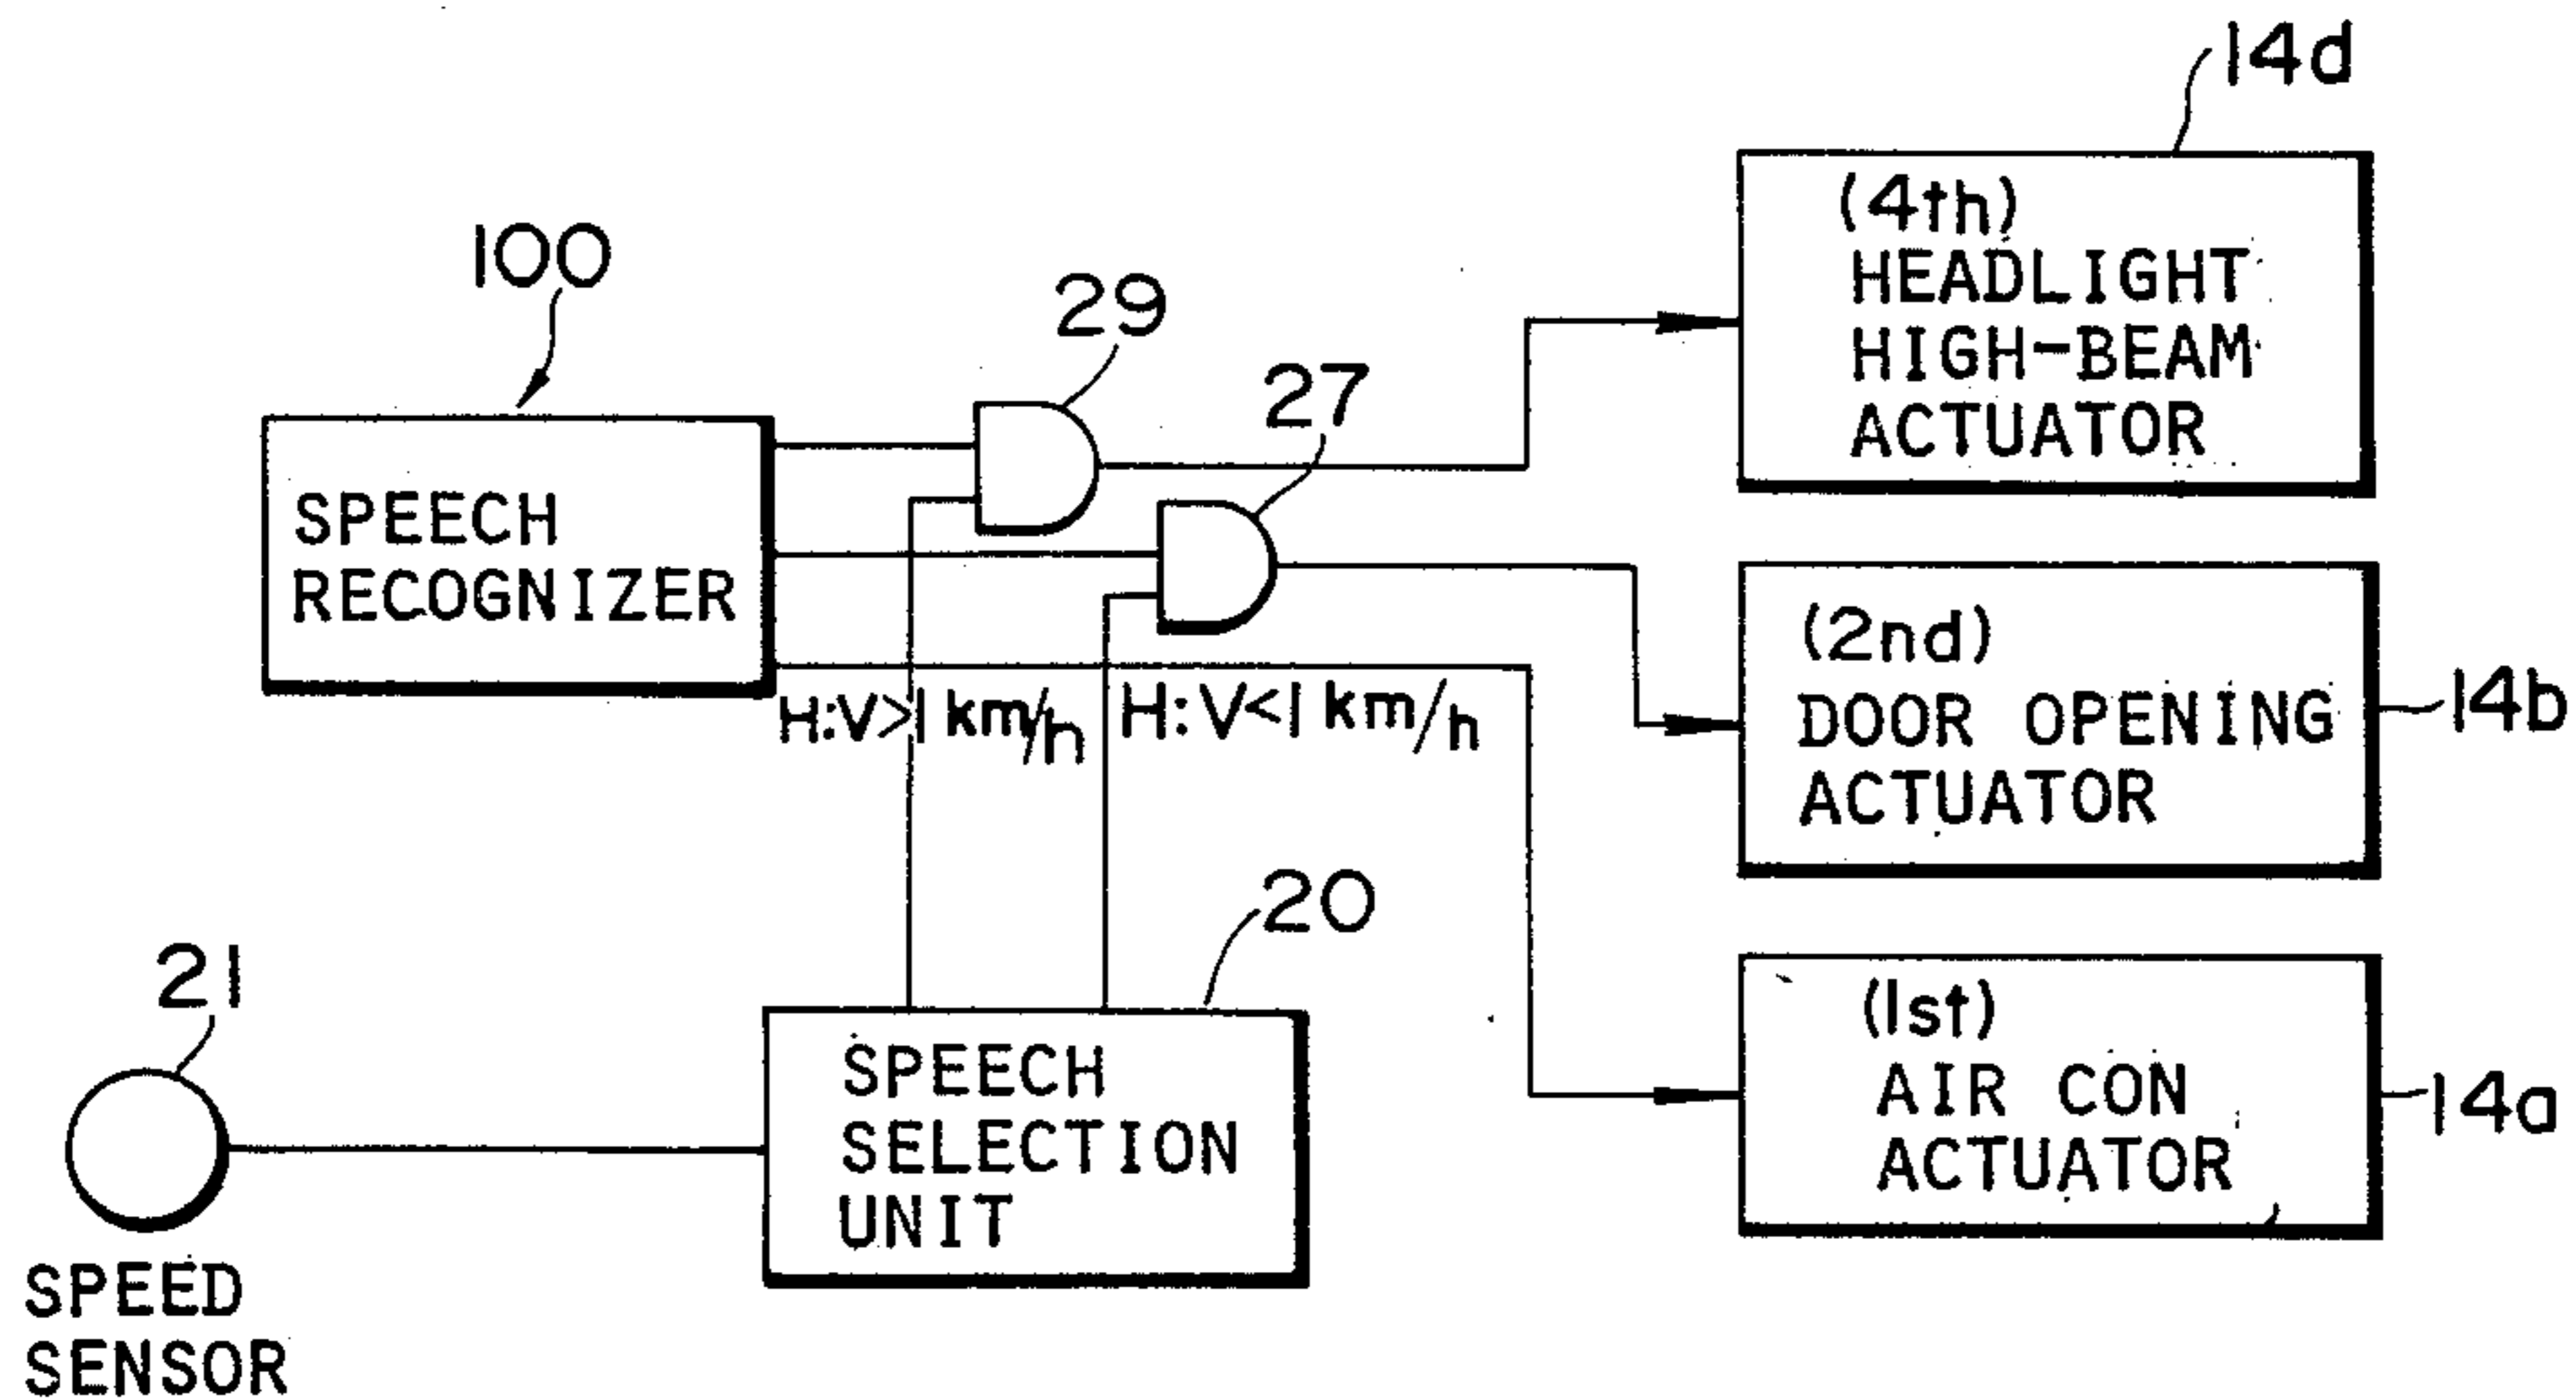 14d
(4th)
HEADLIGHT
HIGH-BEAM
ACTUATOR
100
29
27
SPEECH
RECOGNIZER
H:V>1 km/h
H:V<1 km/h
(2nd)
DOOR OPENING
ACTUATOR
14b
20
21
SPEECH
SELECTION
UNIT
(1st)
AIR CON
ACTUATOR
14a
SPEED
SENSOR